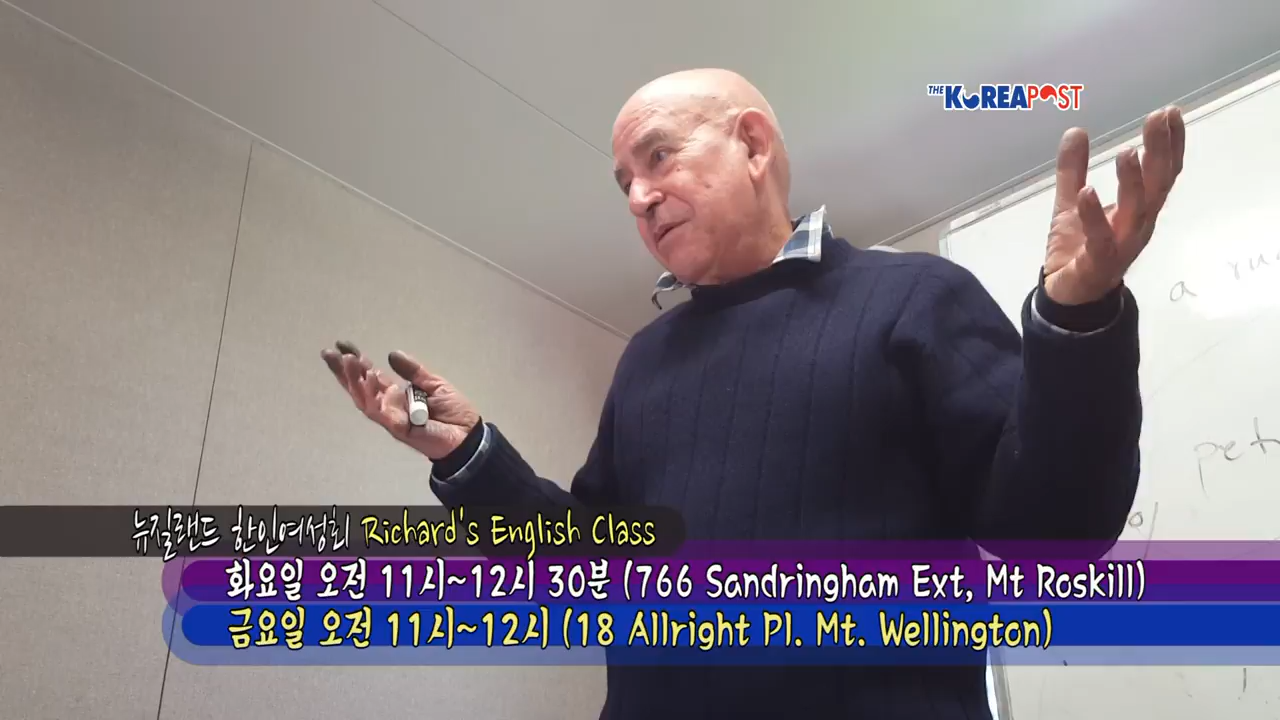 THE KOREAPOST
a
pet
뉴질랜드 한인여성회 Richard's English Class
화요일 오전 11시~12시 30분 (766 Sandringham Ext, Mt Roskill)
금요일 오전 11시~12시 (18 Allright Pl. Mt. Wellington)